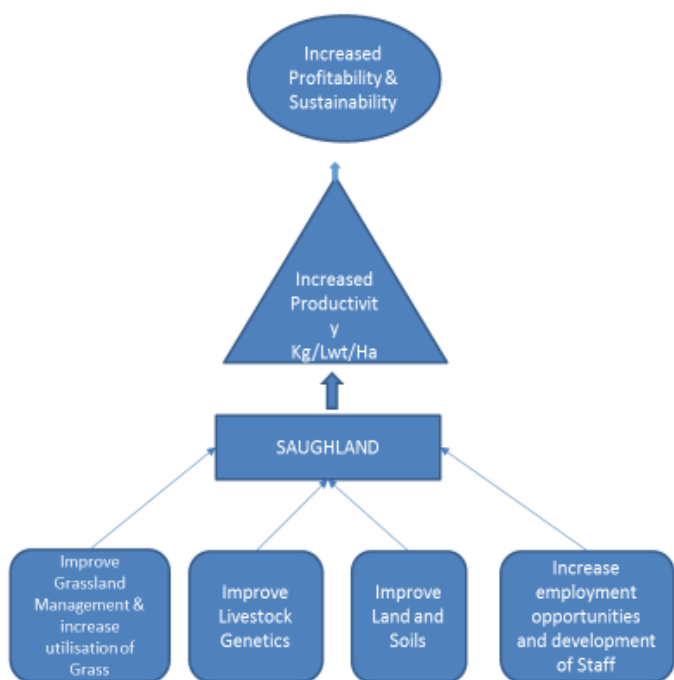 Increased
Profitability &
Sustainability
Increased
Productivit
y
Kg/Lwt/Ha
SAUGHLAND
Improve
Grassland
Management &
increase
utilisation of
Grass
Improve
Livestock
Genetics
Improve
Land and
Soils
Increase
employment
opportunities
and development
of Staff